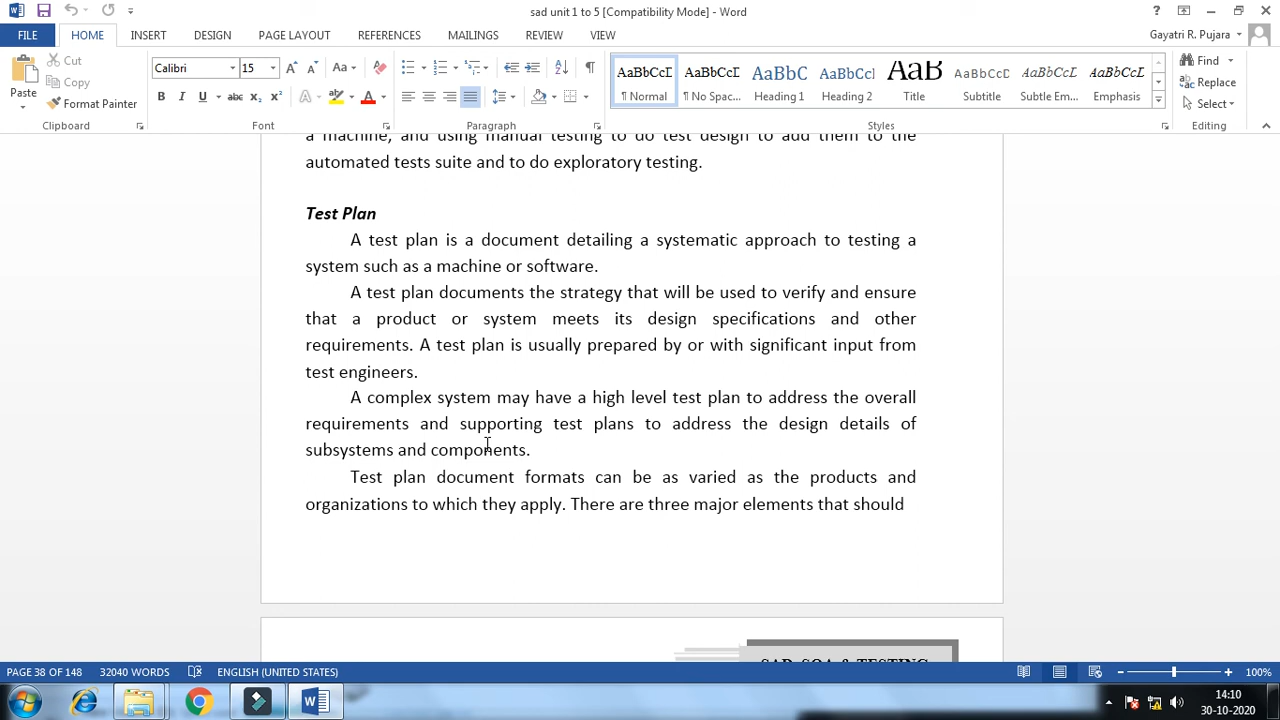 sad unit 1 to 5 [Compatibility Mode] - Word
FILE HOME INSERT DESIGN PAGE LAYOUT REFERENCES MAILINGS REVIEW VIEW Gayatri R. Pujara
Paste
Cut
Copy
Format Painter
Clipboard
Calibri 15
Font
Paragraph
AaBbCcI AaBbCcI AaBbC AaBbCcI AaB AaBbCcD AaBbCcDi AaBbCcDi
¶ Normal ¶ No Spac... Heading 1 Heading 2 Title Subtitle Subtle Em... Emphasis
Styles
Find
Replace
Select
Editing
a machine, and using manual testing to do test design to add them to the
automated tests suite and to do exploratory testing.
Test Plan
A test plan is a document detailing a systematic approach to testing a
system such as a machine or software.
A test plan documents the strategy that will be used to verify and ensure
that a product or system meets its design specifications and other
requirements. A test plan is usually prepared by or with significant input from
test engineers.
A complex system may have a high level test plan to address the overall
requirements and supporting test plans to address the design details of
subsystems and components.
Test plan document formats can be as varied as the products and
organizations to which they apply. There are three major elements that should
SAD, SQA & TESTING
PAGE 38 OF 148 32040 WORDS ENGLISH (UNITED STATES) 100%
14:10
30-10-2020